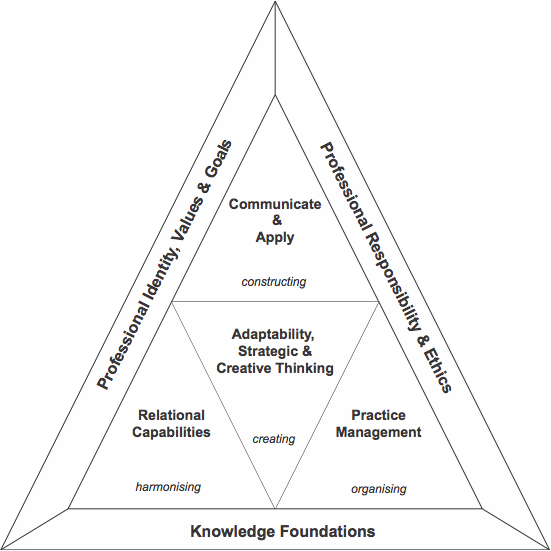 Professional Identity, Values & Goals
Professional Responsibility & Ethics
Communicate
&
Apply
constructing
Adaptability,
Strategic &
Creative Thinking
creating
Relational
Capabilities
harmonising
Practice
Management
organising
Knowledge Foundations